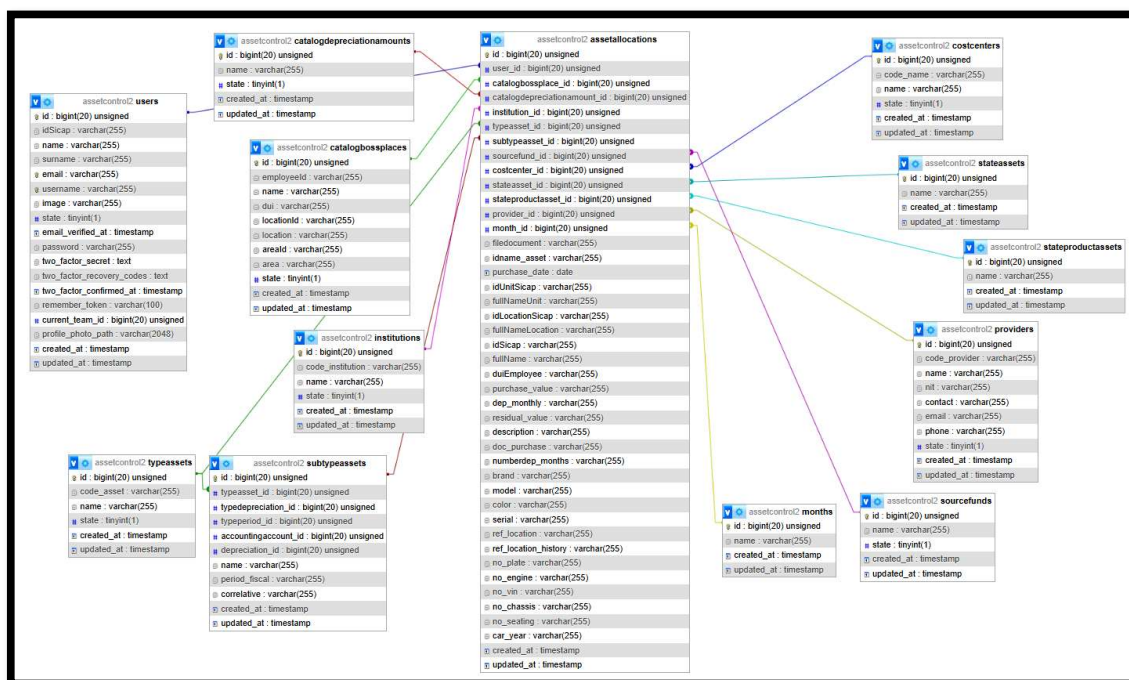 assetcontrol2 catalogdepreciationamounts
id : bigint(20) unsigned
name : varchar(255)
state : tinyint(1)
created_at : timestamp
updated_at : timestamp
assetcontrol2 users
id : bigint(20) unsigned
idSicap : varchar(255)
name : varchar(255)
surname : varchar(255)
email : varchar(255)
username : varchar(255)
image : varchar(255)
state : tinyint(1)
email_verified_at : timestamp
password : varchar(255)
two_factor_secret : text
two_factor_recovery_codes : text
two_factor_confirmed_at : timestamp
remember_token : varchar(100)
current_team_id : bigint(20) unsigned
profile_photo_path : varchar(2048)
created_at : timestamp
updated_at : timestamp
assetcontrol2 catalogbossplaces
id : bigint(20) unsigned
employeeId : varchar(255)
name : varchar(255)
dui : varchar(255)
locationId : varchar(255)
location : varchar(255)
areaId : varchar(255)
area : varchar(255)
state : tinyint(1)
created_at : timestamp
updated_at : timestamp
assetcontrol2 institutions
id : bigint(20) unsigned
code_institution : varchar(255)
name : varchar(255)
state : tinyint(1)
created_at : timestamp
updated_at : timestamp
assetcontrol2 typeassets
id : bigint(20) unsigned
code_asset : varchar(255)
name : varchar(255)
state : tinyint(1)
created_at : timestamp
updated_at : timestamp
assetcontrol2 subtypeassets
id : bigint(20) unsigned
typeasset_id : bigint(20) unsigned
typedepreciation_id : bigint(20) unsigned
typeperiod_id : bigint(20) unsigned
accountingaccount_id : bigint(20) unsigned
depreciation_id : bigint(20) unsigned
name : varchar(255)
period_fiscal : varchar(255)
correlative : varchar(255)
created_at : timestamp
updated_at : timestamp
assetcontrol2 assetallocations
id : bigint(20) unsigned
user_id : bigint(20) unsigned
catalogbossplace_id : bigint(20) unsigned
catalogdepreciationamount_id : bigint(20) unsigned
institution_id : bigint(20) unsigned
typeasset_id : bigint(20) unsigned
subtypeasset_id : bigint(20) unsigned
sourcefund_id : bigint(20) unsigned
costcenter_id : bigint(20) unsigned
stateasset_id : bigint(20) unsigned
stateproductasset_id : bigint(20) unsigned
provider_id : bigint(20) unsigned
month_id : bigint(20) unsigned
filedocument : varchar(255)
idname_asset : varchar(255)
purchase_date : date
idUnitSicap : varchar(255)
fullNameUnit : varchar(255)
idLocationSicap : varchar(255)
fullNameLocation : varchar(255)
idSicap : varchar(255)
fullName : varchar(255)
duiEmployee : varchar(255)
purchase_value : varchar(255)
dep_monthly : varchar(255)
residual_value : varchar(255)
description : varchar(255)
doc_purchase : varchar(255)
numberdep_months : varchar(255)
brand : varchar(255)
model : varchar(255)
color : varchar(255)
serial : varchar(255)
ref_location : varchar(255)
ref_location_history : varchar(255)
no_plate : varchar(255)
no_engine : varchar(255)
no_vin : varchar(255)
no_chassis : varchar(255)
no_seating : varchar(255)
car_year : varchar(255)
created_at : timestamp
updated_at : timestamp
assetcontrol2 costcenters
id : bigint(20) unsigned
code_name : varchar(255)
name : varchar(255)
state : tinyint(1)
created_at : timestamp
updated_at : timestamp
assetcontrol2 stateassets
id : bigint(20) unsigned
name : varchar(255)
created_at : timestamp
updated_at : timestamp
assetcontrol2 stateproductassets
id : bigint(20) unsigned
name : varchar(255)
created_at : timestamp
updated_at : timestamp
assetcontrol2 providers
id : bigint(20) unsigned
code_provider : varchar(255)
name : varchar(255)
nit : varchar(255)
contact : varchar(255)
email : varchar(255)
phone : varchar(255)
state : tinyint(1)
created_at : timestamp
updated_at : timestamp
assetcontrol2 months
id : bigint(20) unsigned
name : varchar(255)
created_at : timestamp
updated_at : timestamp
assetcontrol2 sourcefunds
id : bigint(20) unsigned
name : varchar(255)
state : tinyint(1)
created_at : timestamp
updated_at : timestamp